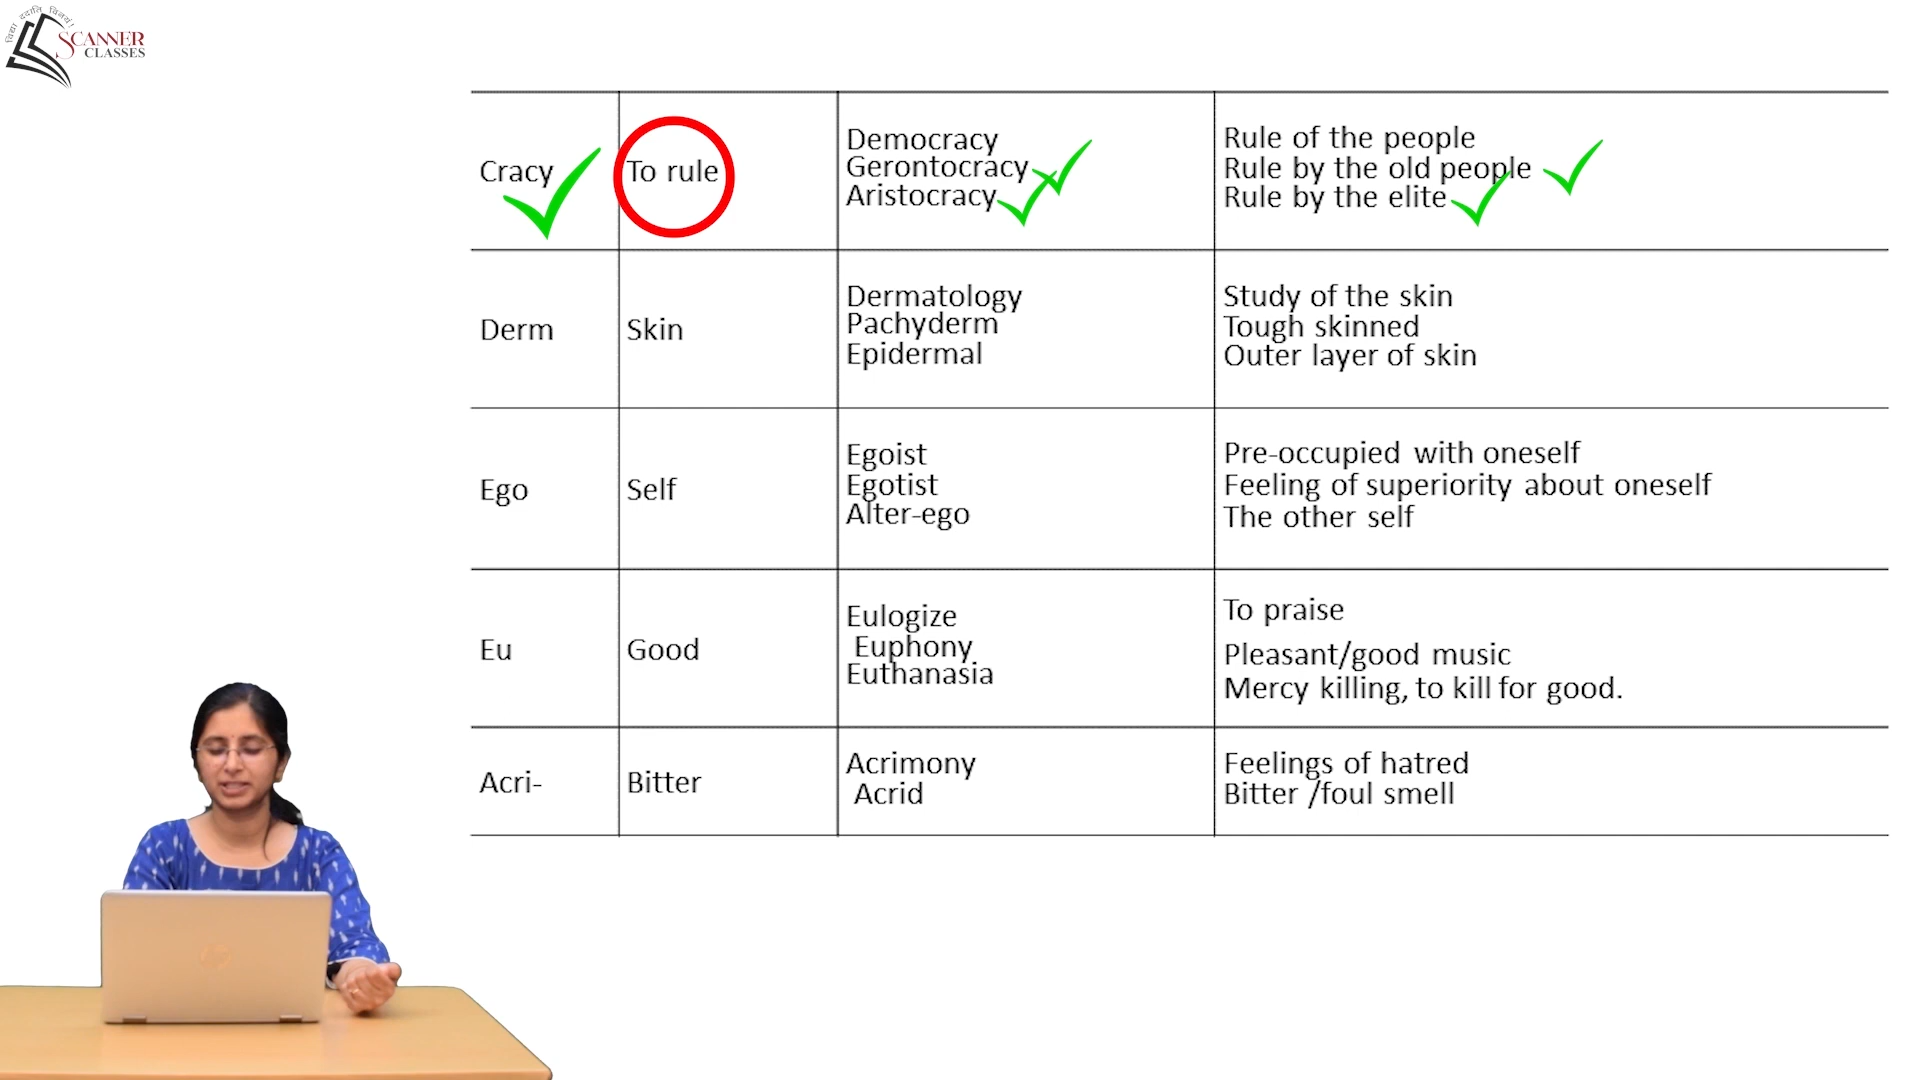 विद्या ददाति विनयं!
SCANNER
CLASSES
Cracy
To rule
Democracy
Gerontocracy
Aristocracy
Rule of the people
Rule by the old people
Rule by the elite
Derm
Skin
Dermatology
Pachyderm
Epidermal
Study of the skin
Tough skinned
Outer layer of skin
Ego
Self
Egoist
Egotist
Alter-ego
Pre-occupied with oneself
Feeling of superiority about oneself
The other self
Eu
Good
Eulogize
Euphony
Euthanasia
To praise
Pleasant/good music
Mercy killing, to kill for good.
Acri-
Bitter
Acrimony
Acrid
Feelings of hatred
Bitter /foul smell